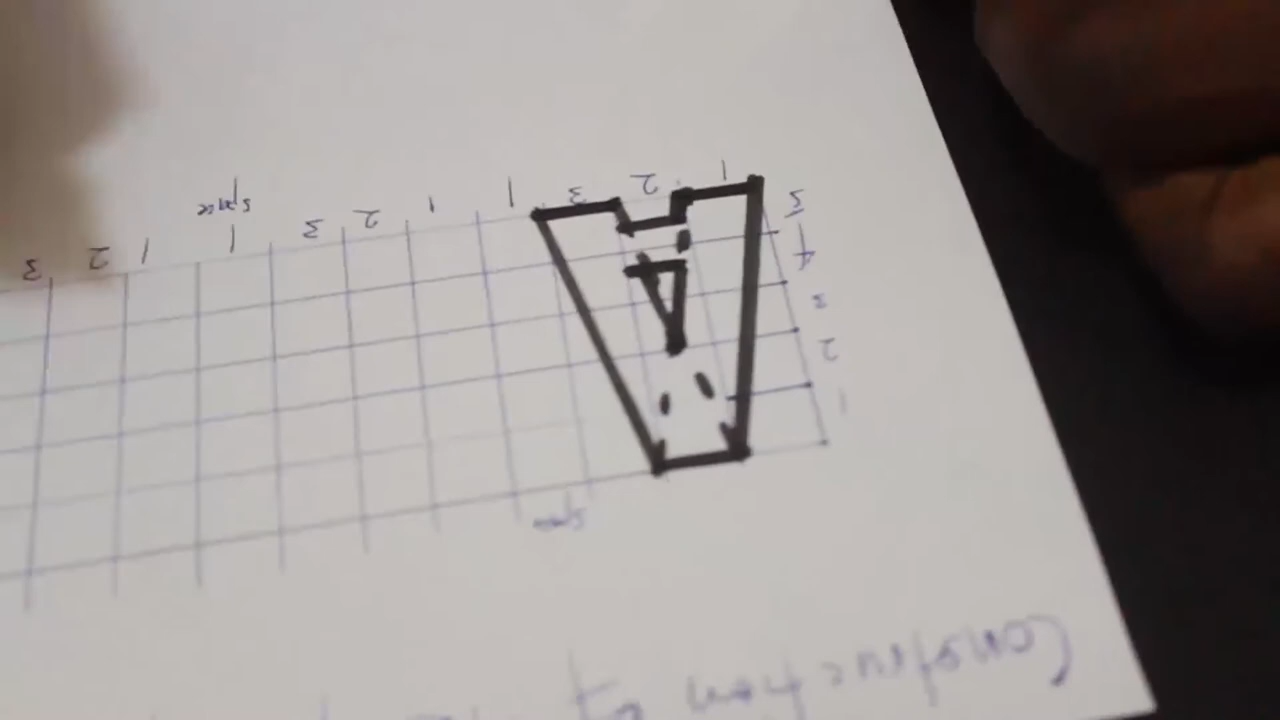 Construction of
space
1
2
3
4
5
A
1 2 3 1 1 2 3 1 1 2 3
space